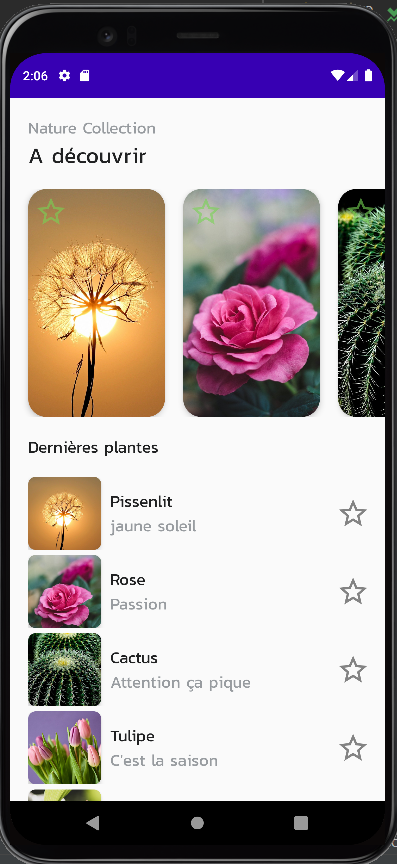 2:06
Nature Collection
A découvrir
Dernières plantes
Pissenlit
jaune soleil
Rose
Passion
Cactus
Attention ça pique
Tulipe
C'est la saison